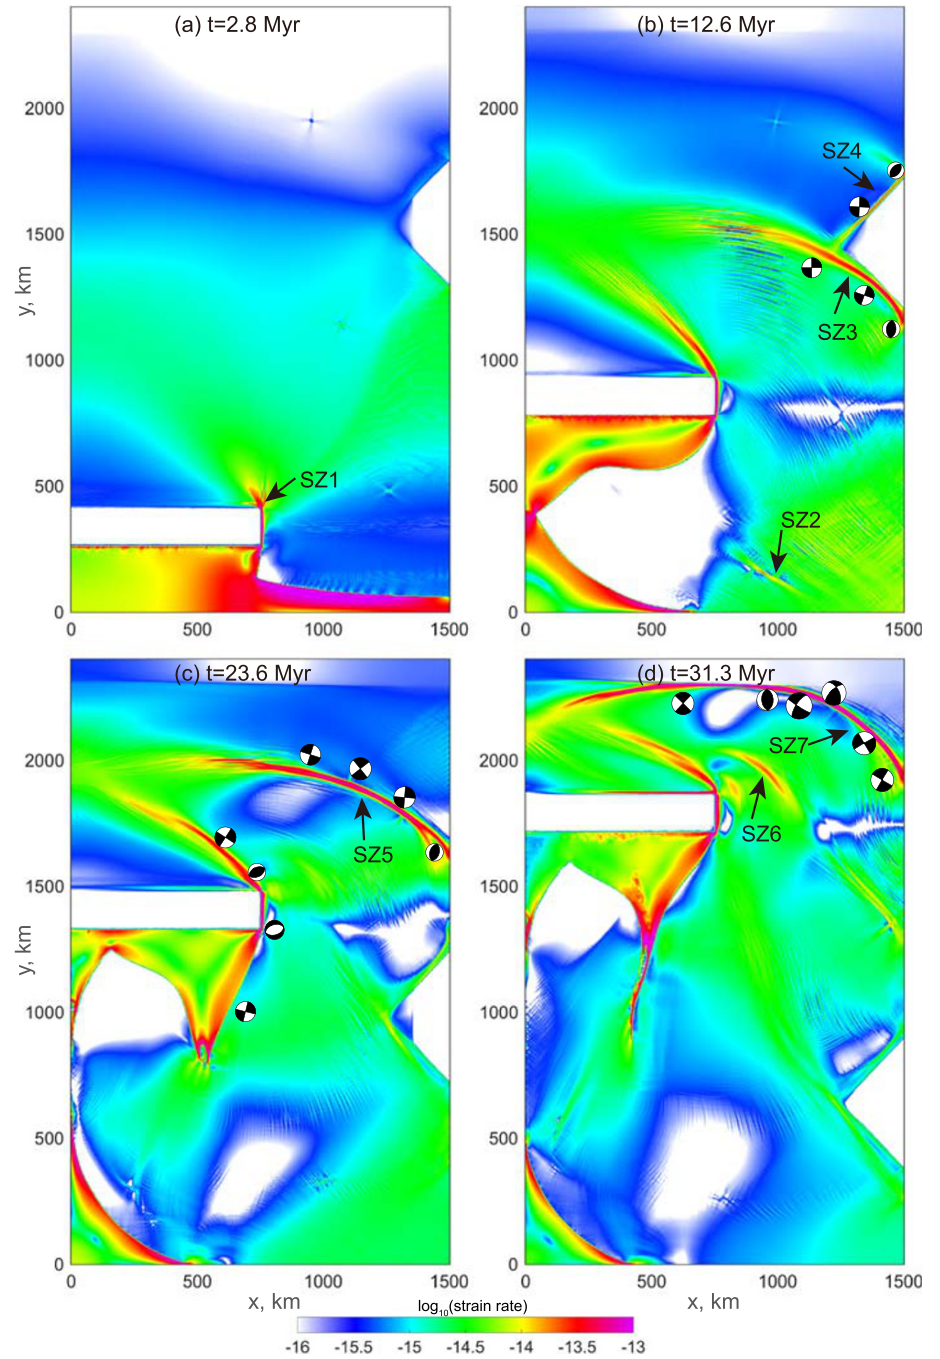 (a) t=2.8 Myr
(b) t=12.6 Myr
2000
1500
1000
500
0
y, km
SZ1
0 500 1000 1500
2000
1500
1000
500
0
SZ4
SZ3
SZ2
0 500 1000 1500
(c) t=23.6 Myr
(d) t=31.3 Myr
2000
1500
1000
500
0
y, km
SZ5
0 500 1000 1500
x, km
2000
1500
1000
500
0
SZ7
SZ6
0 500 1000 1500
x, km
log10(strain rate)
-16 -15.5 -15 -14.5 -14 -13.5 -13